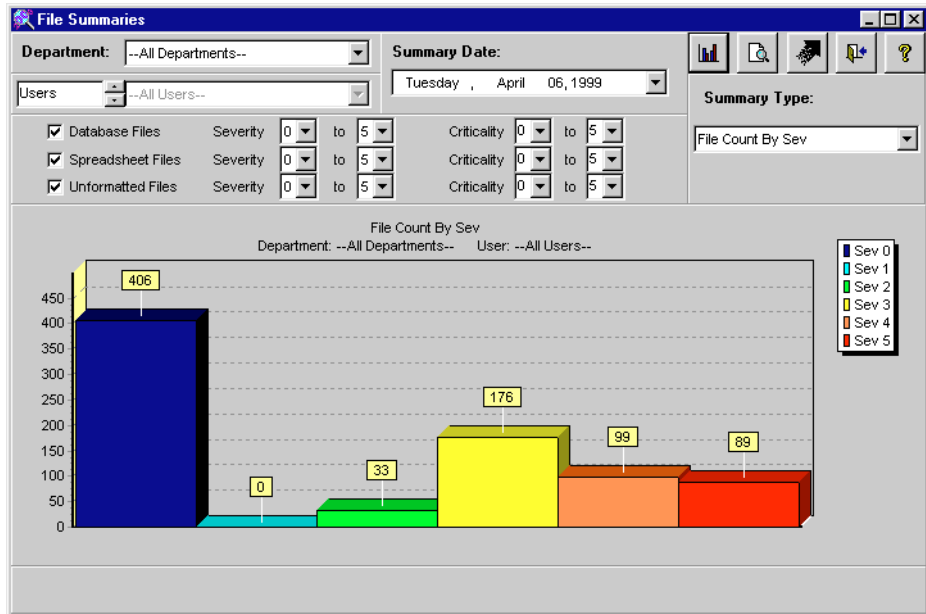 File Summaries
Department: --All Departments--
Users --All Users--
Summary Date:
Tuesday , April 06, 1999
?
Summary Type:
File Count By Sev
Database Files Severity 0 to 5 Criticality 0 to 5
Spreadsheet Files Severity 0 to 5 Criticality 0 to 5
Unformatted Files Severity 0 to 5 Criticality 0 to 5
File Count By Sev
Department: --All Departments-- User: --All Users--
450
400
350
300
250
200
150
100
50
0
406
0
33
176
99
89
Sev 0
Sev 1
Sev 2
Sev 3
Sev 4
Sev 5